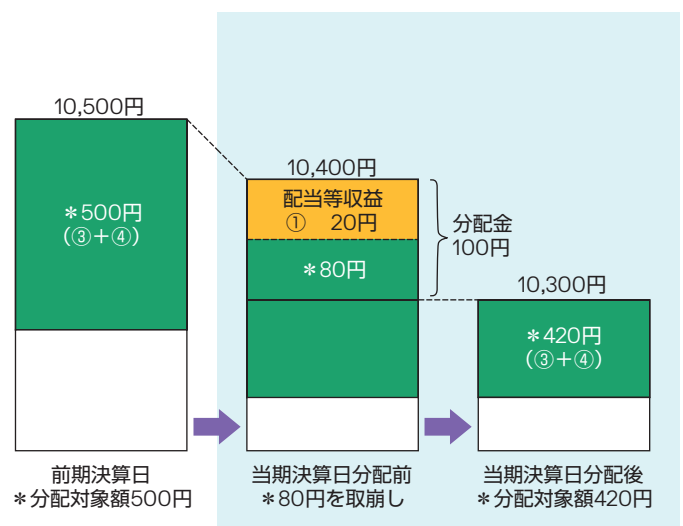 10,500円
＊500円
（③＋④）
前期決算日
＊分配対象額500円
10,400円
配当等収益
① 20円
＊80円
分配金
100円
当期決算日分配前
＊80円を取崩し
10,300円
＊420円
（③＋④）
当期決算日分配後
＊分配対象額420円